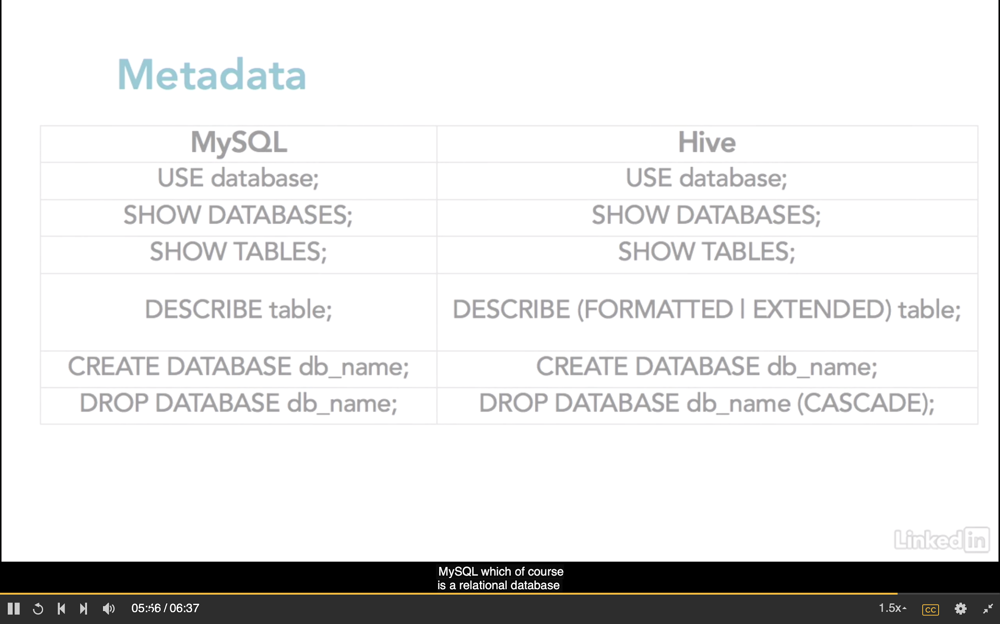 Metadata
MySQL Hive
USE database; USE database;
SHOW DATABASES; SHOW DATABASES;
SHOW TABLES; SHOW TABLES;
DESCRIBE table; DESCRIBE (FORMATTED | EXTENDED) table;
CREATE DATABASE db_name; CREATE DATABASE db_name;
DROP DATABASE db_name; DROP DATABASE db_name (CASCADE);
Linked in
MySQL which of course
is a relational database
05:56 / 06:37 1.5x CC